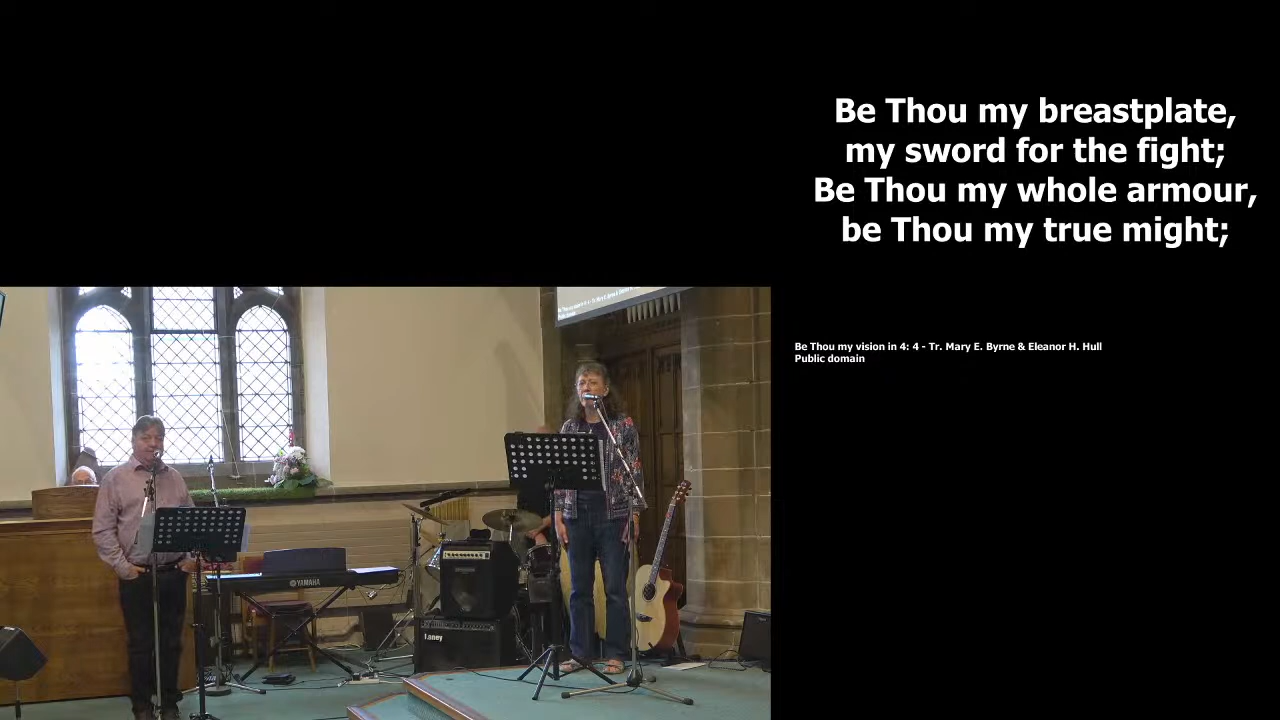 Be Thou my breastplate,
my sword for the fight;
Be Thou my whole armour,
be Thou my true might;
Be Thou my vision in 4: 4 - Tr. Mary E. Byrne & Eleanor H. Hull
Public domain
YAMAHA
Laney